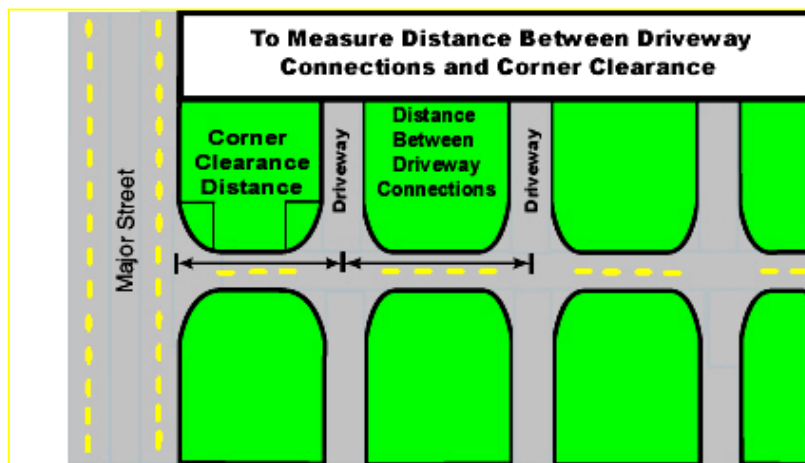 To Measure Distance Between Driveway
Connections and Corner Clearance
Major Street
Corner
Clearance
Distance
Driveway
Distance
Between
Driveway
Connections
Driveway